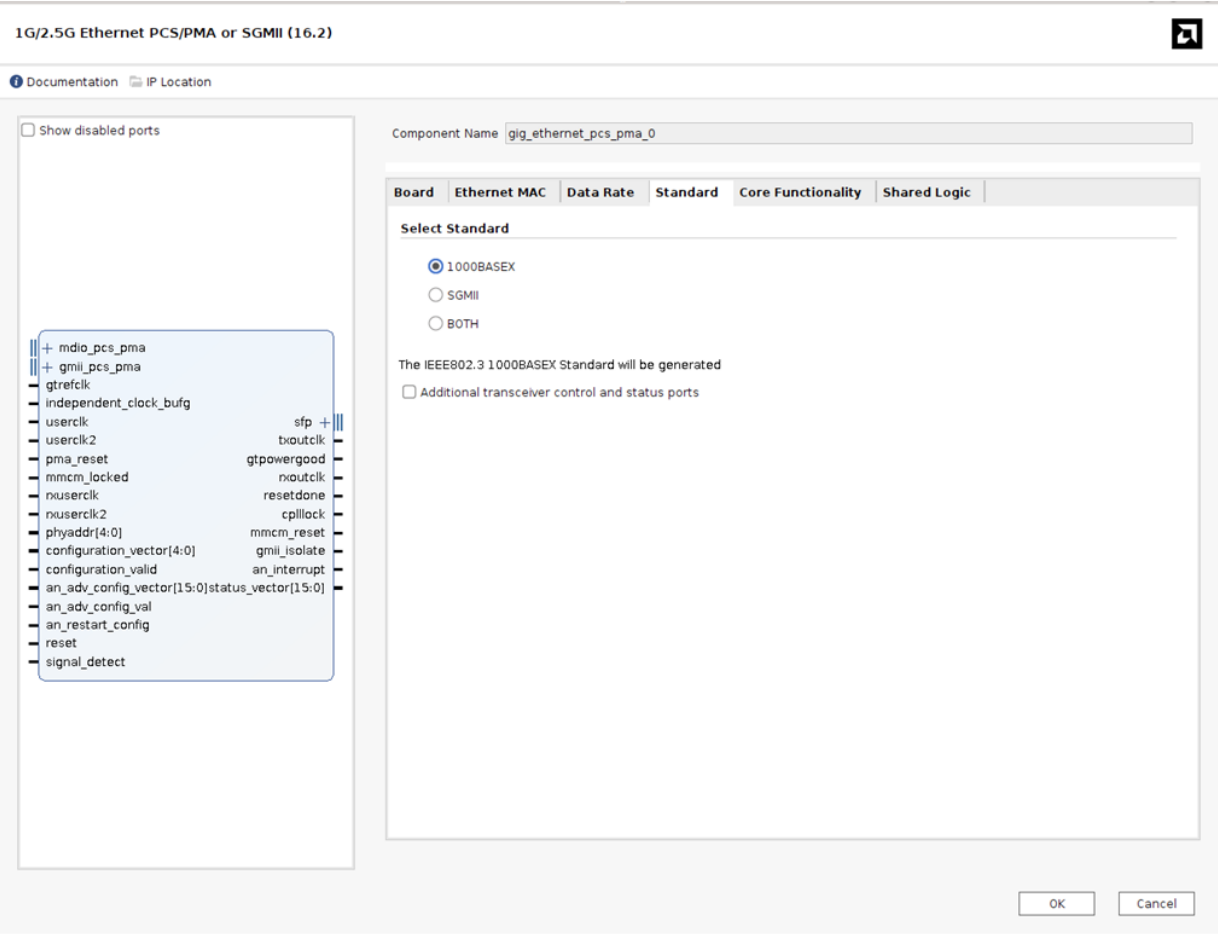 1G/2.5G Ethernet PCS/PMA or SGMII (16.2)
Documentation IP Location
Show disabled ports
Component Name gig_ethernet_pcs_pma_0
Board Ethernet MAC Data Rate Standard Core Functionality Shared Logic
Select Standard
1000BASEX
SGMII
BOTH
The IEEE802.3 1000BASEX Standard will be generated
Additional transceiver control and status ports
mdio_pcs_pma
gmii_pcs_pma
gtrefclk
independent_clock_bufg
userclk sfp
userclk2 txoutclk
pma_reset gtpowergood
mmcm_locked rxoutclk
rxuserclk resetdone
rxuserclk2 cplllock
phyaddr[4:0] mmcm_reset
configuration_vector[4:0] gmii_isolate
configuration_valid an_interrupt
an_adv_config_vector[15:0] status_vector[15:0]
an_adv_config_val
an_restart_config
reset
signal_detect
OK Cancel